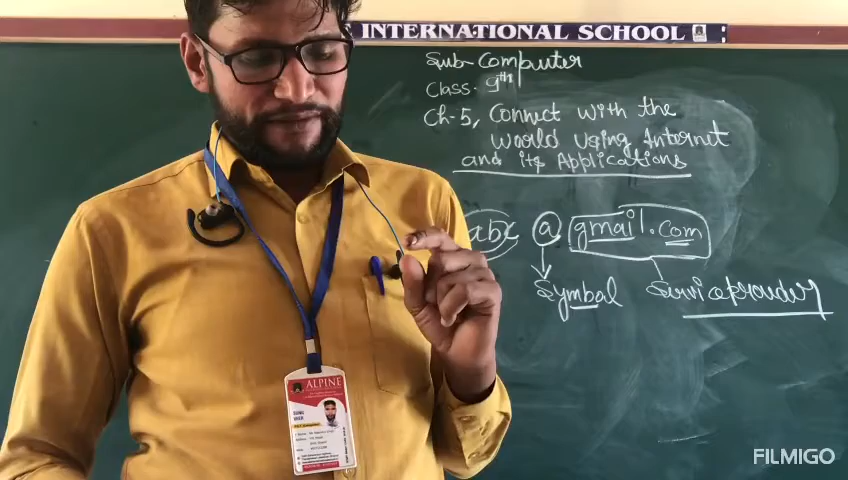 INTERNATIONAL SCHOOL
Sub- Computer
Class- 9th
Ch-5, Connect with the
world using Internet
and its Applications
abc @ gmail.com
Symbal
Serviceprouder
ALPINE
FILMIGO